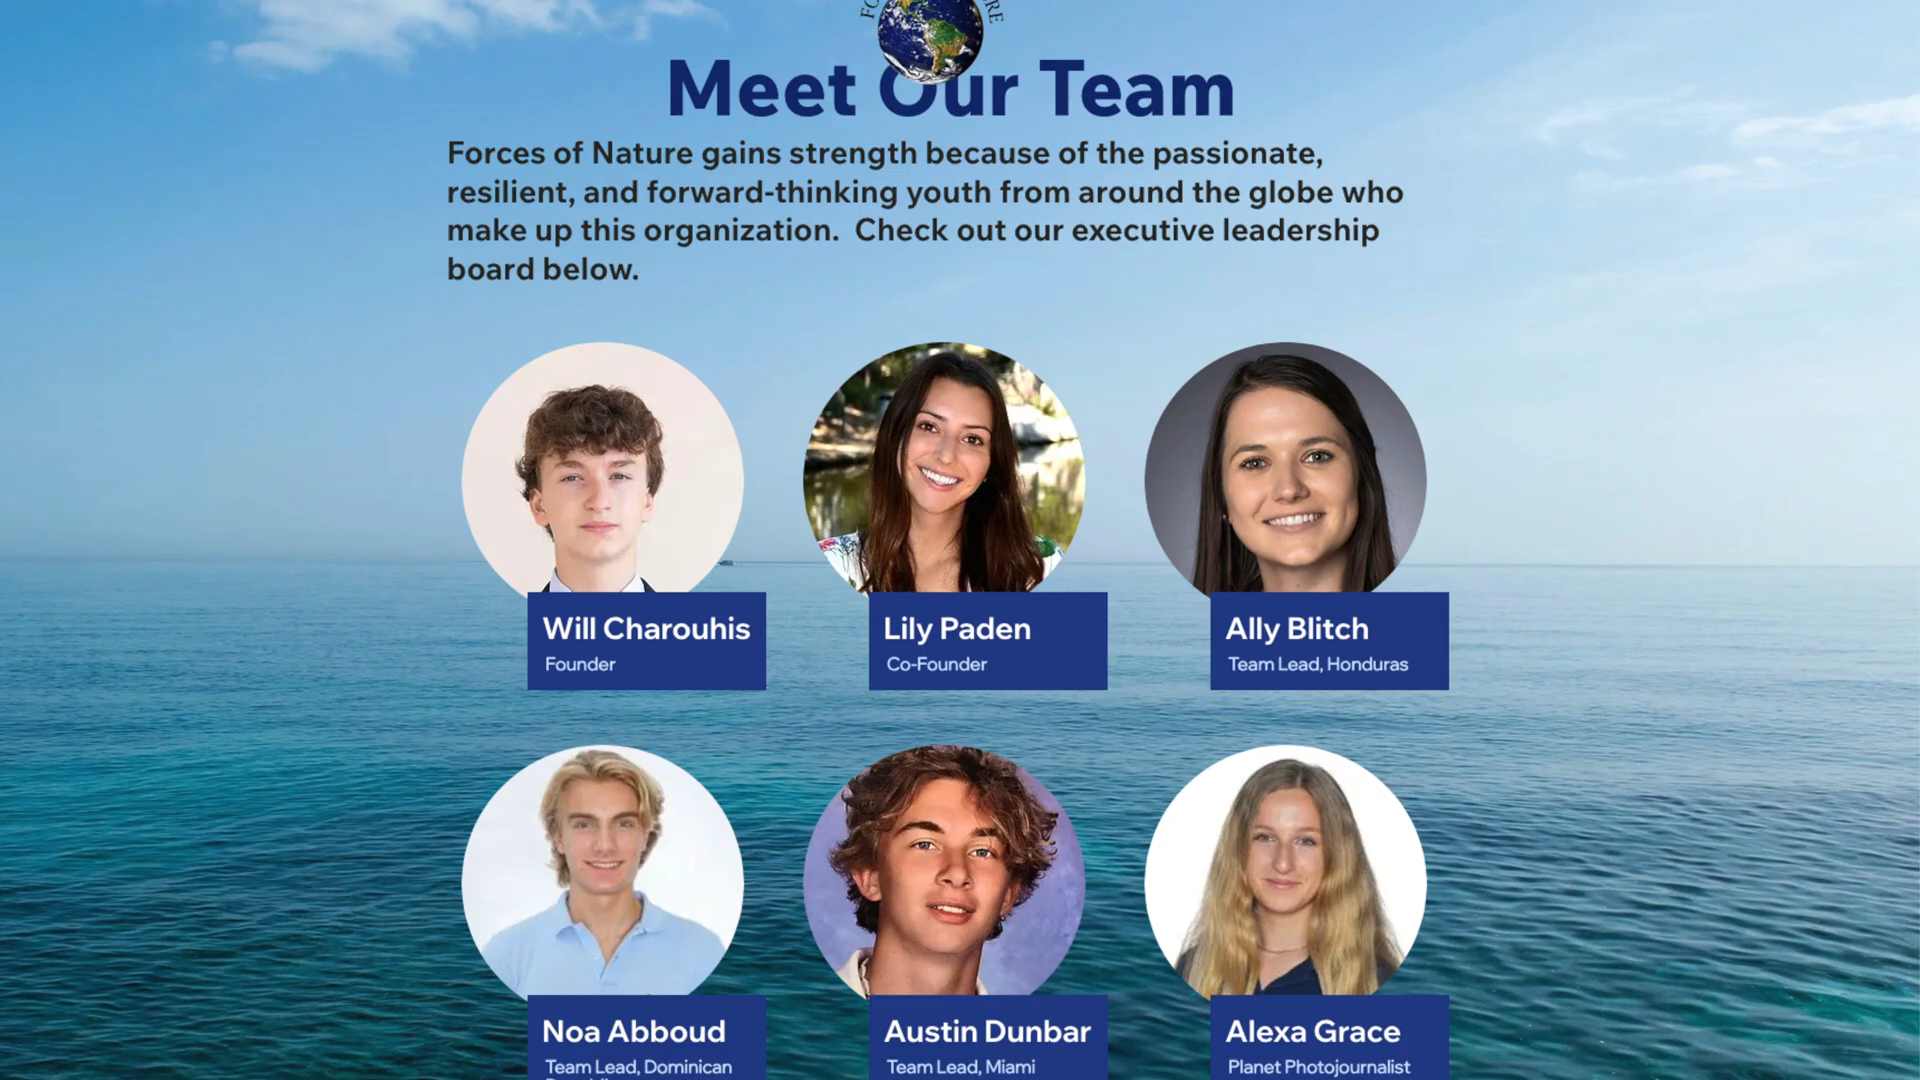 Meet Our Team
Forces of Nature gains strength because of the passionate,
resilient, and forward-thinking youth from around the globe who
make up this organization.  Check out our executive leadership
board below.
Will Charouhis
Founder
Lily Paden
Co-Founder
Ally Blitch
Team Lead, Honduras
Noa Abboud
Team Lead, Dominican
Austin Dunbar
Team Lead, Miami
Alexa Grace
Planet Photojournalist